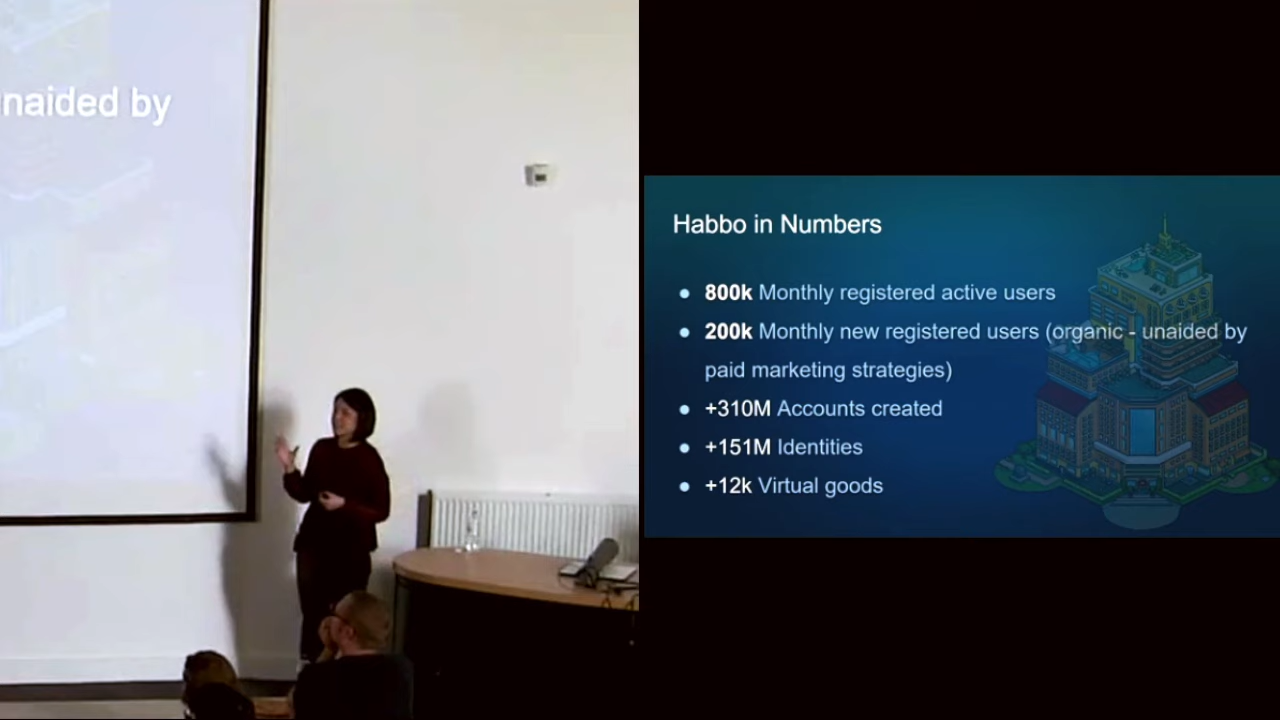 naided by
Habbo in Numbers
800k Monthly registered active users
200k Monthly new registered users (organic - unaided by
paid marketing strategies)
+310M Accounts created
+151M Identities
+12k Virtual goods